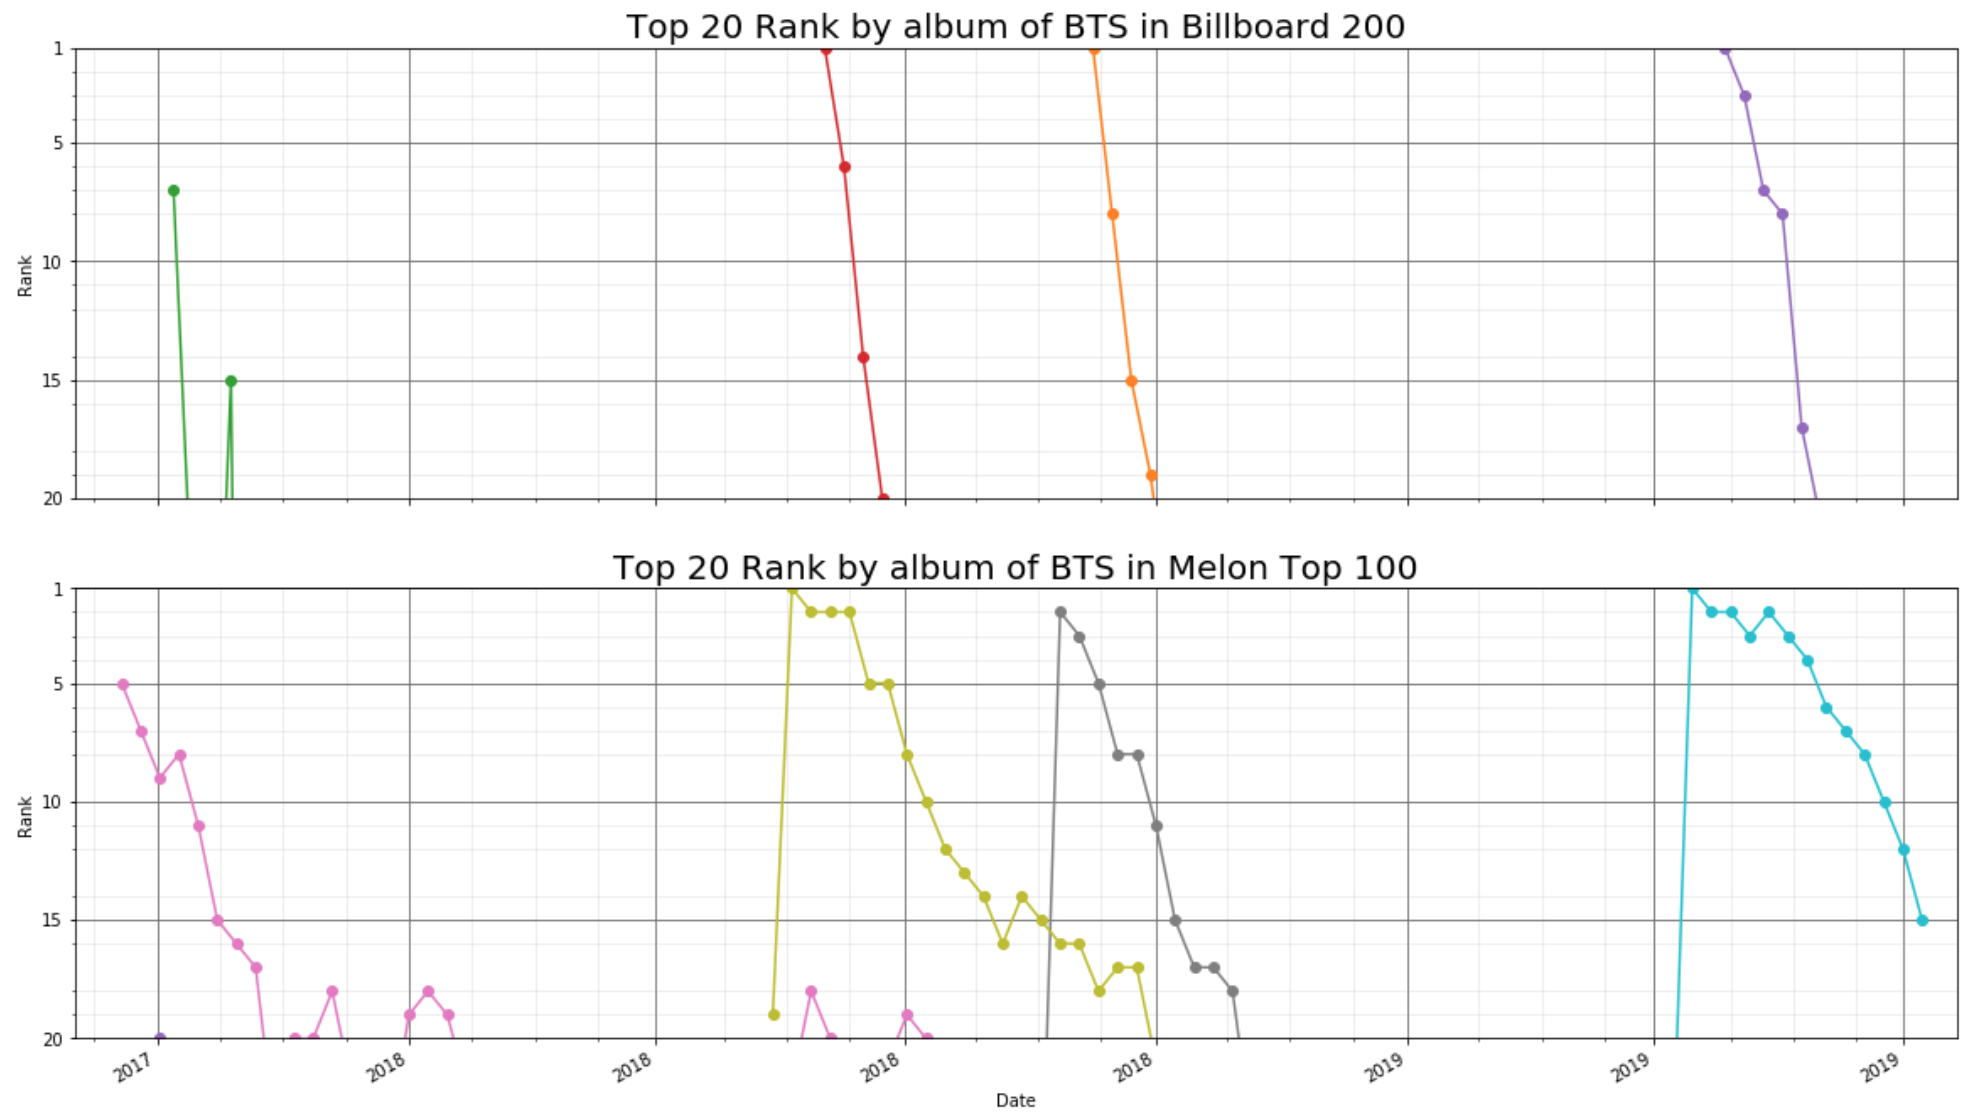 Top 20 Rank by album of BTS in Billboard 200
1
5
10
15
20
Rank
Top 20 Rank by album of BTS in Melon Top 100
1
5
10
15
20
Rank
2017 2018 2018 2018 2018 2019 2019 2019
Date